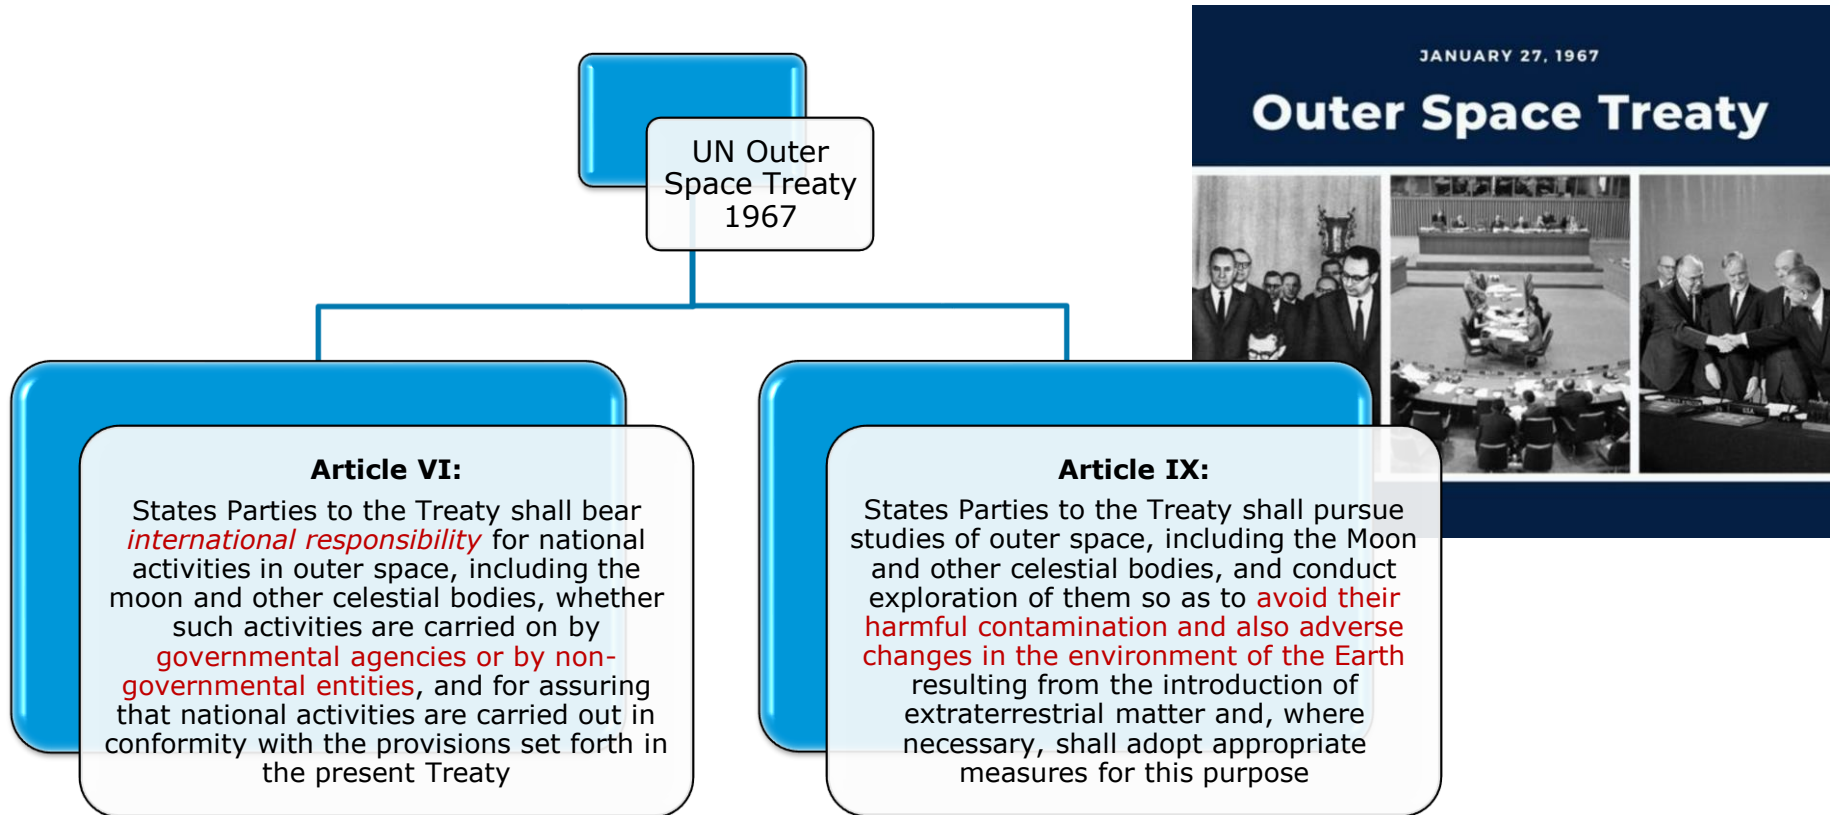 JANUARY 27, 1967
Outer Space Treaty
UN Outer
Space Treaty
1967
Article VI:
States Parties to the Treaty shall bear
international responsibility for national
activities in outer space, including the
moon and other celestial bodies, whether
such activities are carried on by
governmental agencies or by non-
governmental entities, and for assuring
that national activities are carried out in
conformity with the provisions set forth in
the present Treaty
Article IX:
States Parties to the Treaty shall pursue
studies of outer space, including the Moon
and other celestial bodies, and conduct
exploration of them so as to avoid their
harmful contamination and also adverse
changes in the environment of the Earth
resulting from the introduction of
extraterrestrial matter and, where
necessary, shall adopt appropriate
measures for this purpose